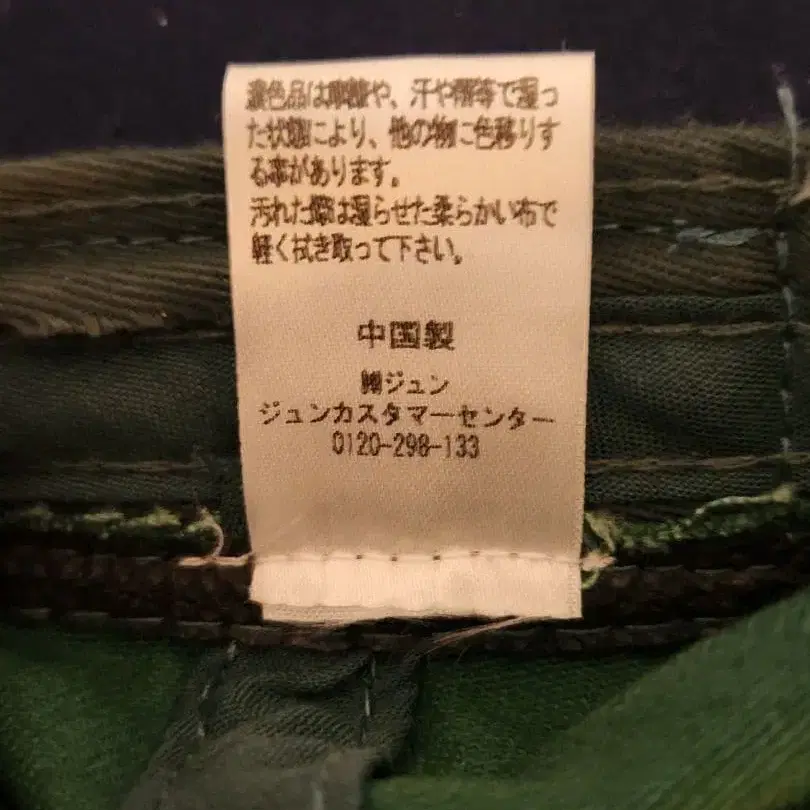 濃色品は摩擦や、汗や雨等で湿っ
た状態により、他の物に色移りす
る事があります。
汚れた際は湿らせた柔らかい布で
軽く拭き取って下さい。
中国製
㈱ジュン
ジュンカスタマーセンター
0120-298-133